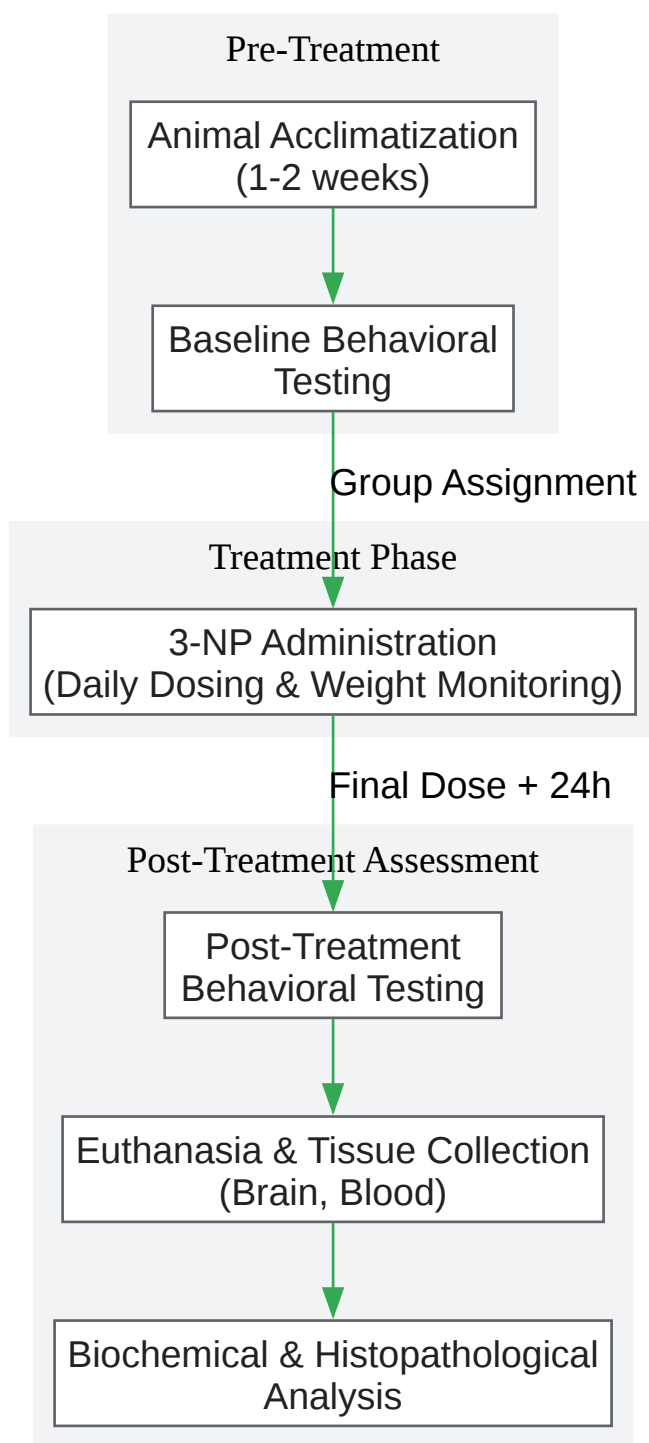 Pre-Treatment
Animal Acclimatization
(1-2 weeks)
Baseline Behavioral
Testing
Group Assignment
Treatment Phase
3-NP Administration
(Daily Dosing & Weight Monitoring)
Final Dose + 24h
Post-Treatment Assessment
Post-Treatment
Behavioral Testing
Euthanasia & Tissue Collection
(Brain, Blood)
Biochemical & Histopathological
Analysis